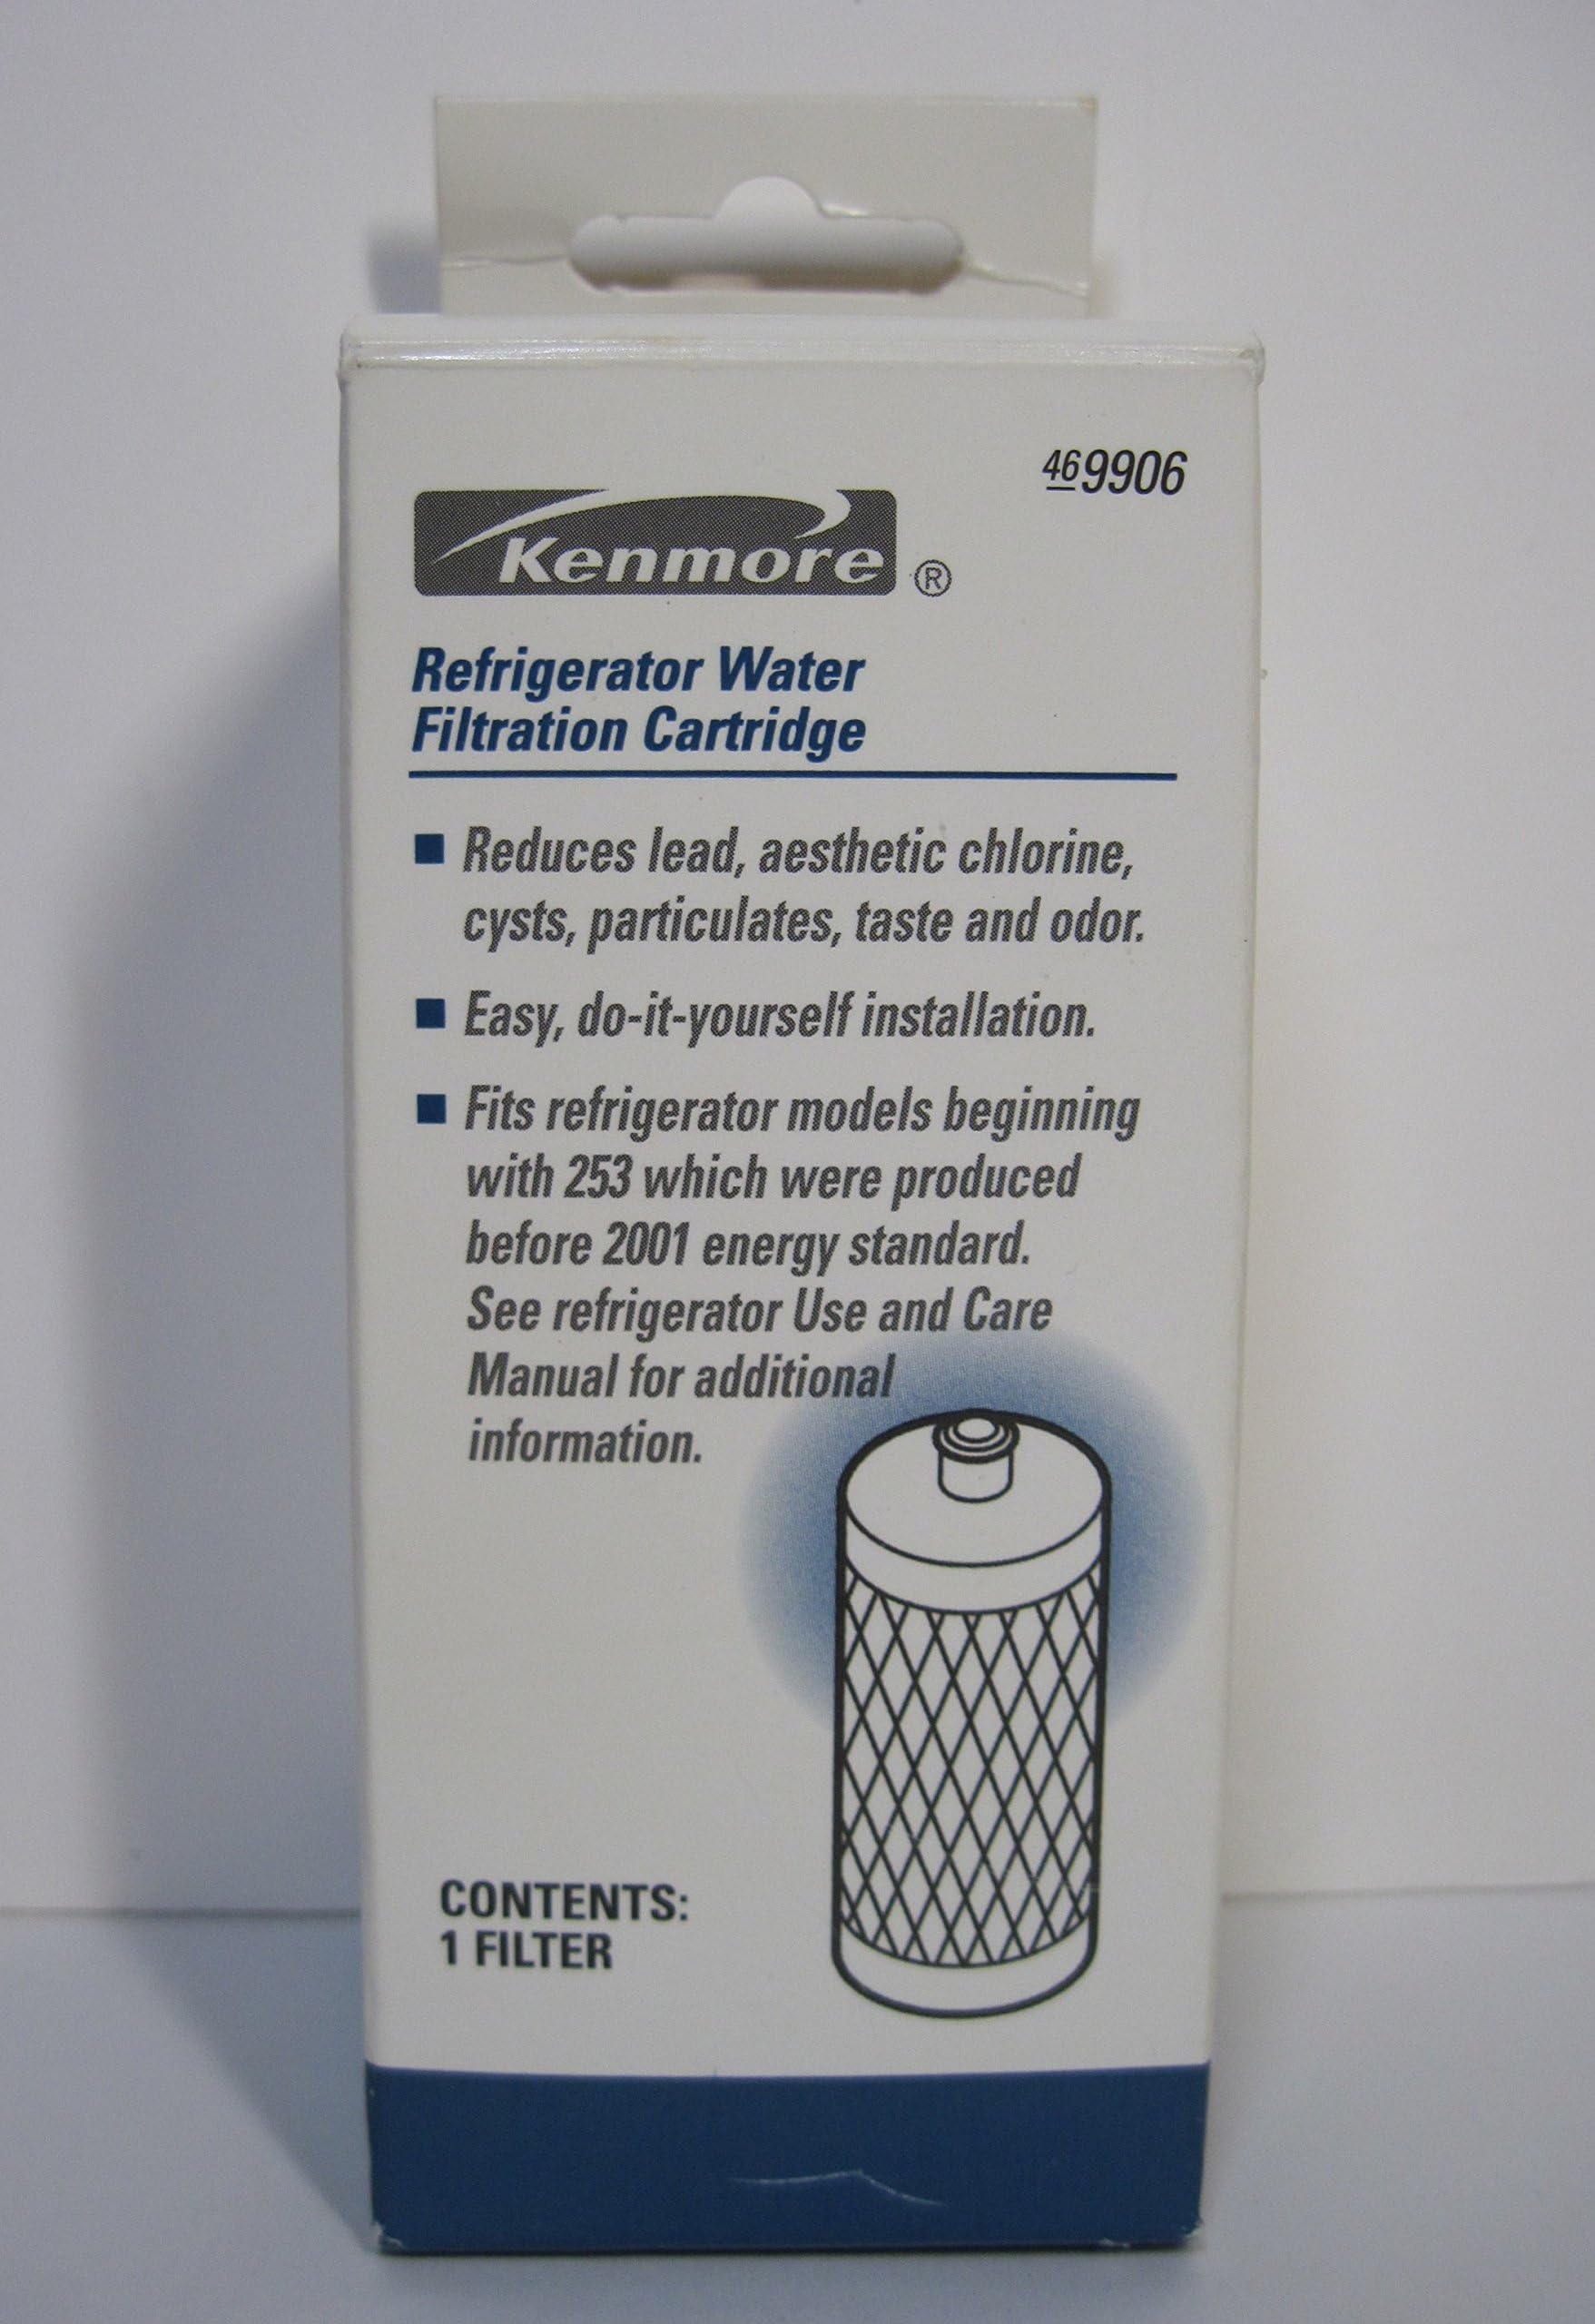 469906
Kenmore ®
Refrigerator Water
Filtration Cartridge
■ Reduces lead, aesthetic chlorine,
cysts, particulates, taste and odor.
■ Easy, do-it-yourself installation.
■ Fits refrigerator models beginning
with 253 which were produced
before 2001 energy standard.
See refrigerator Use and Care
Manual for additional
information.
CONTENTS:
1 FILTER